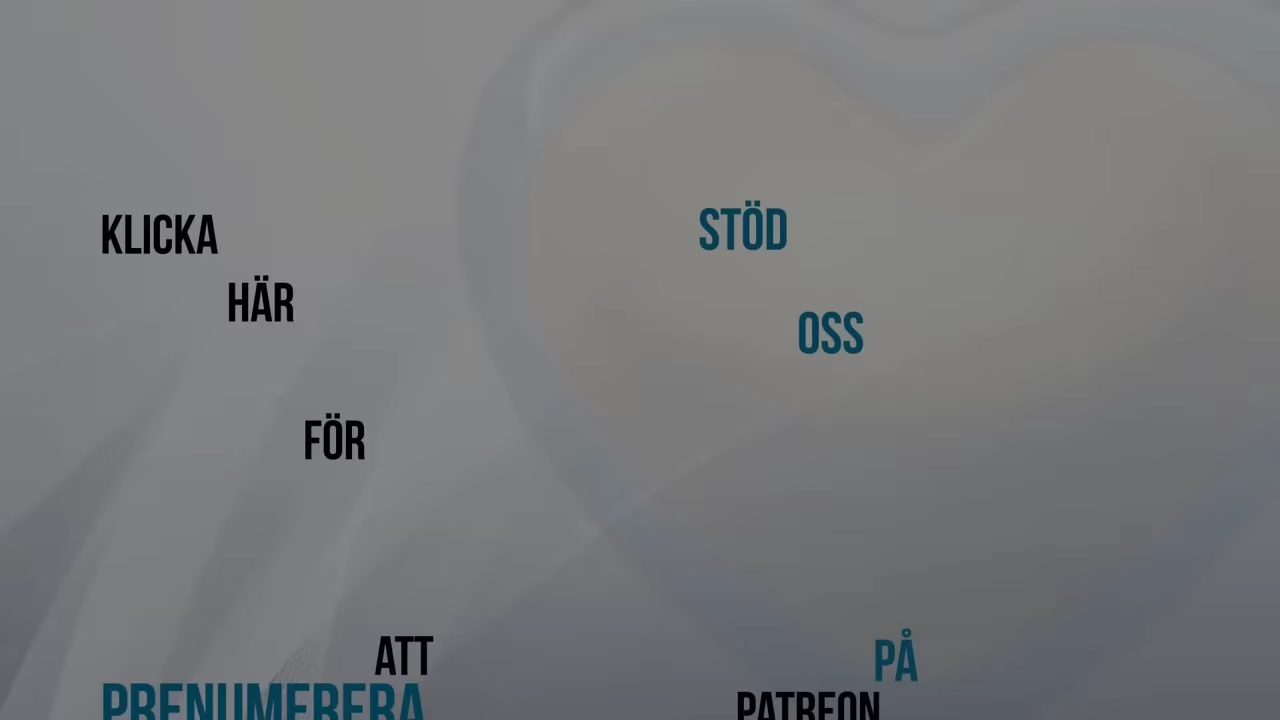 KLICKA
HÄR
FÖR
ATT
PRENUMERERA
STÖD
OSS
PÅ
PATREON